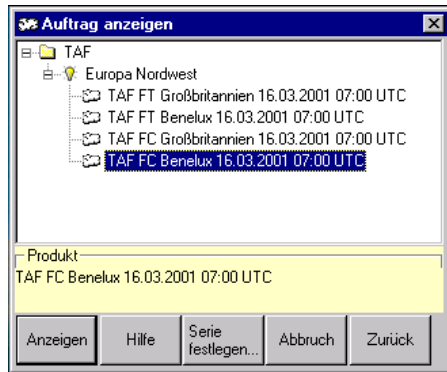 Auftrag anzeigen
TAF
Europa Nordwest
TAF FT Großbritannien 16.03.2001 07:00 UTC
TAF FT Benelux 16.03.2001 07:00 UTC
TAF FC Großbritannien 16.03.2001 07:00 UTC
TAF FC Benelux 16.03.2001 07:00 UTC
Produkt
TAF FC Benelux 16.03.2001 07:00 UTC
Anzeigen Hilfe Serie festlegen... Abbruch Zurück